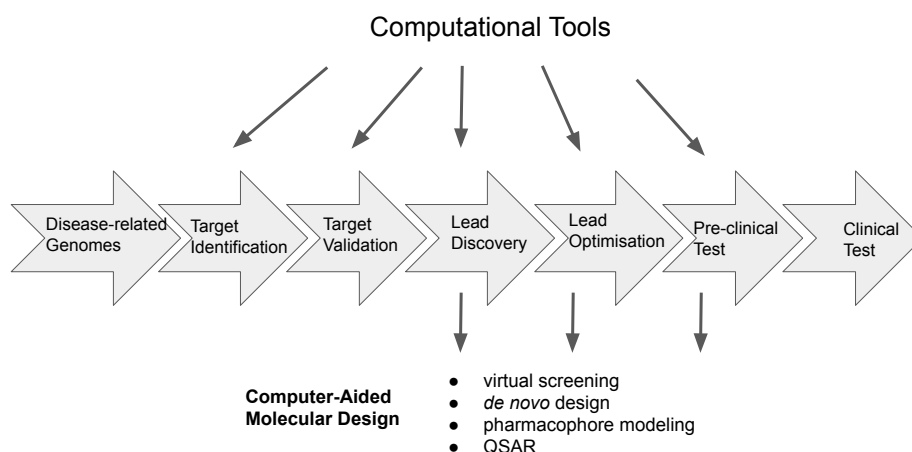 Computational Tools
Disease-related
Genomes
Target
Identification
Target
Validation
Lead
Discovery
Lead
Optimisation
Pre-clinical
Test
Clinical
Test
Computer-Aided
Molecular Design
● virtual screening
● de novo design
● pharmacophore modeling
● QSAR